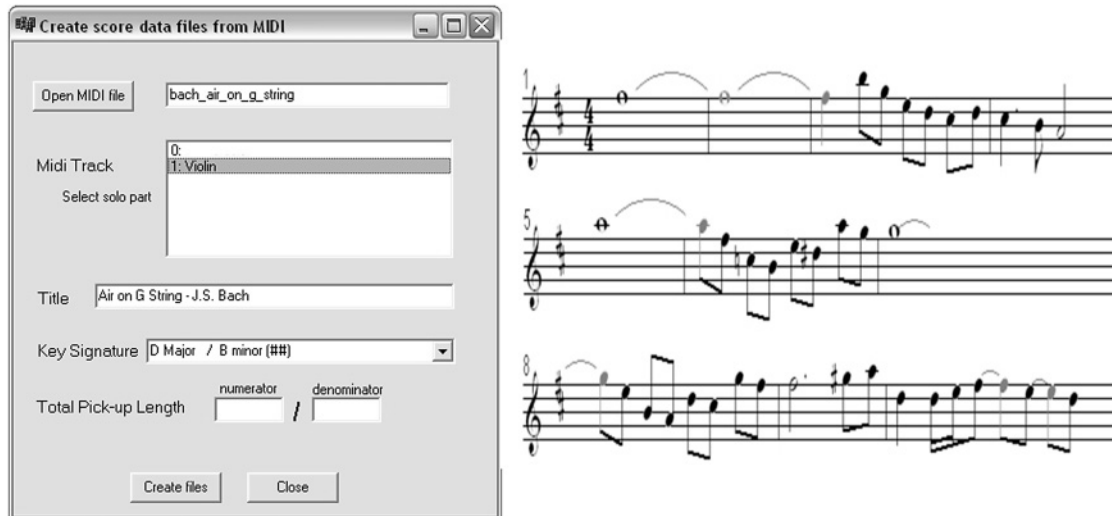 Create score data files from MIDI
Open MIDI file
bach_air_on_g_string
Midi Track
0:
1: Violin
Select solo part
Title
Air on G String - J.S. Bach
Key Signature
D Major / B minor (##)
Total Pick-up Length
numerator
/
denominator
Create files
Close
1
4
4
5
8